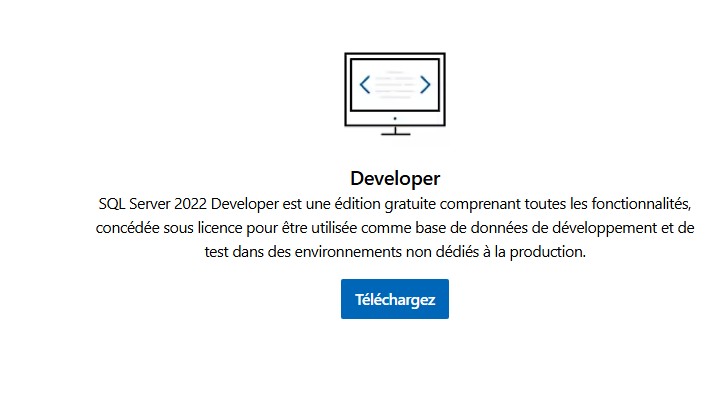 Developer
SQL Server 2022 Developer est une édition gratuite comprenant toutes les fonctionnalités,
concédée sous licence pour être utilisée comme base de données de développement et de
test dans des environnements non dédiés à la production.
Téléchargez